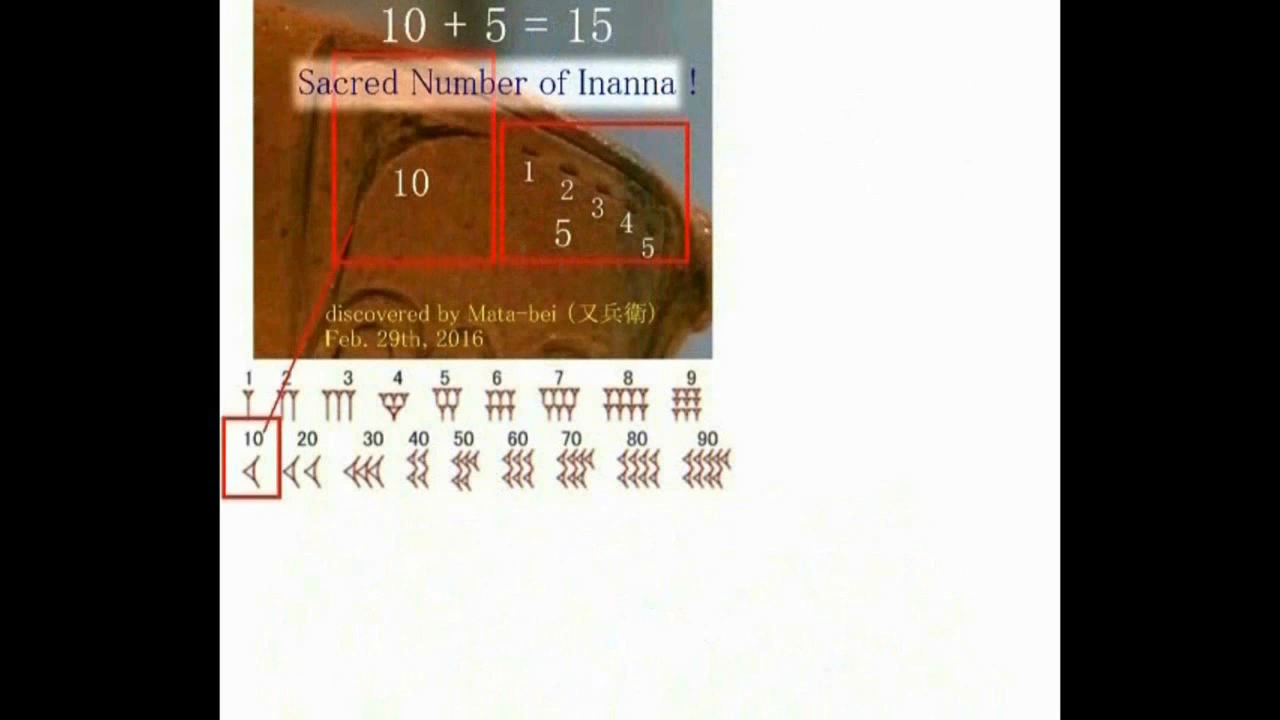 10 + 5 = 15
Sacred Number of Inanna !
10
1
2
3
4
5
5
discovered by Mata-bei (又兵衛)
Feb. 29th, 2016
1 2 3 4 5 6 7 8 9
10 20 30 40 50 60 70 80 90